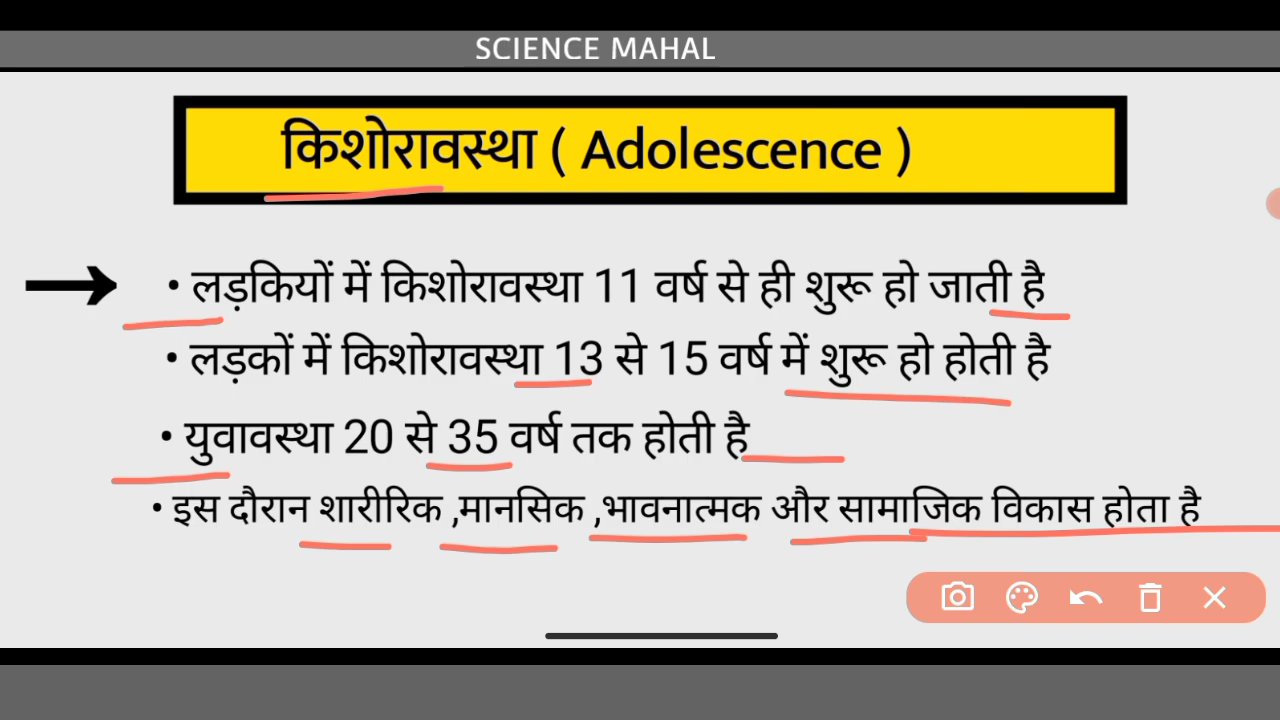 SCIENCE MAHAL
किशोरावस्था ( Adolescence )
• लड़कियों में किशोरावस्था 11 वर्ष से ही शुरू हो जाती है
• लड़कों में किशोरावस्था 13 से 15 वर्ष में शुरू हो होती है
• युवावस्था 20 से 35 वर्ष तक होती है
• इस दौरान शारीरिक ,मानसिक ,भावनात्मक और सामाजिक विकास होता है